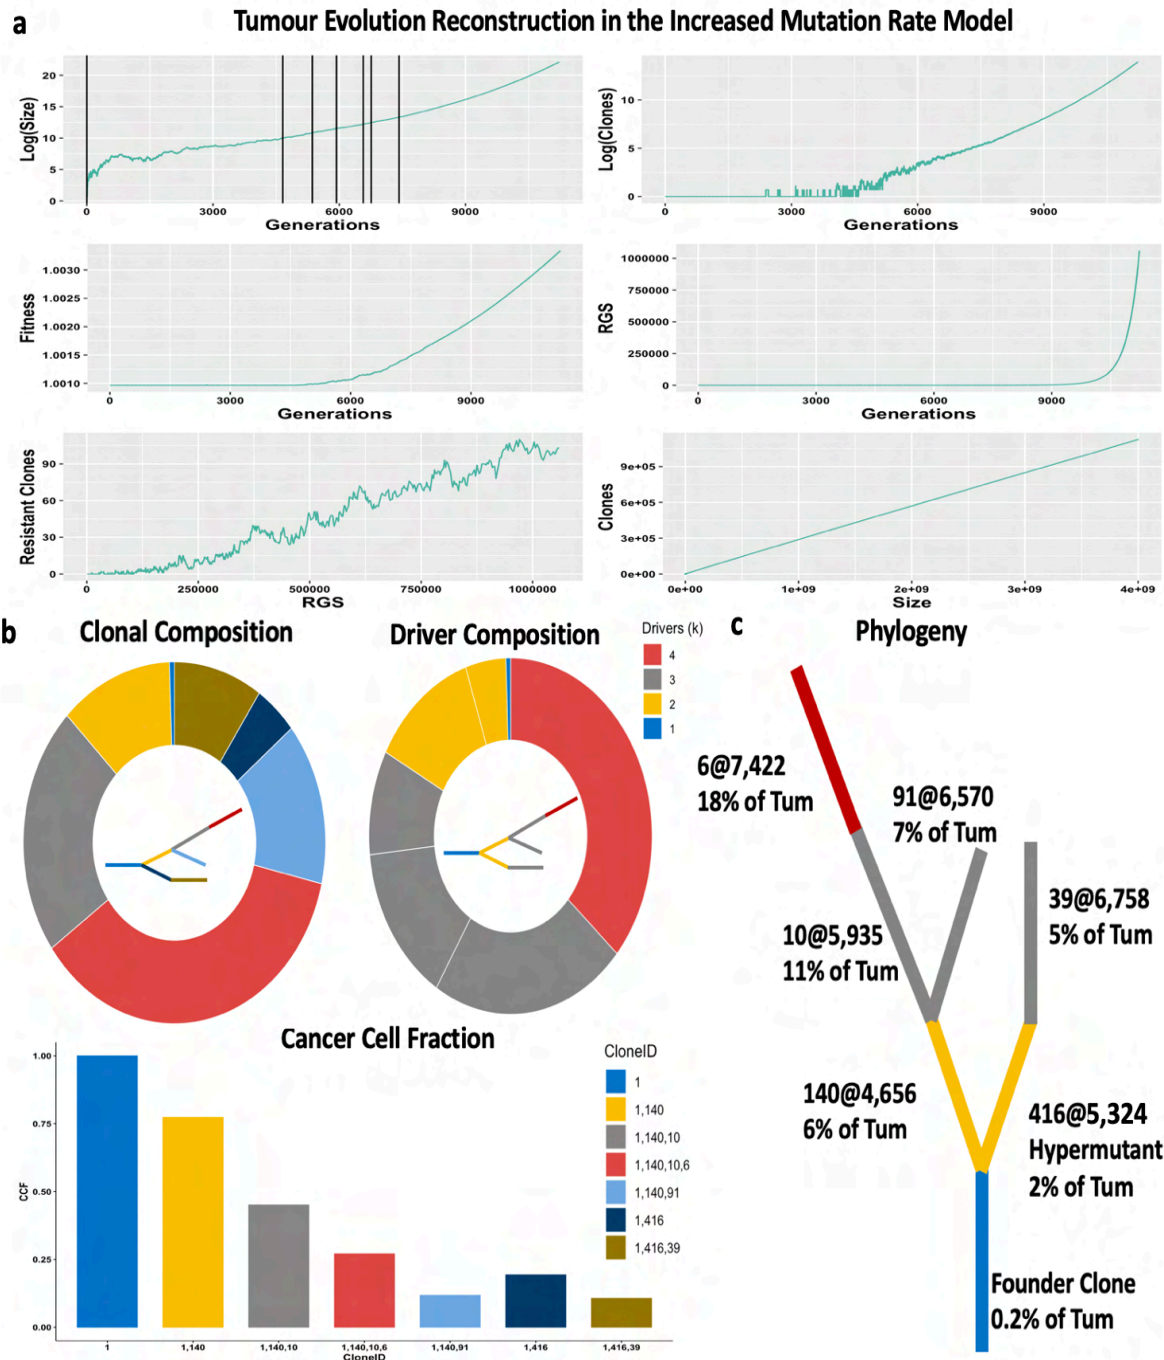 a
Tumour Evolution Reconstruction in the Increased Mutation Rate Model
Log(Size)
20
15
10
5
0
0 3000 6000 9000
Generations
Log(Clones)
10
5
0
0 3000 6000 9000
Generations
Fitness
1.0030
1.0025
1.0020
1.0015
1.0010
0 3000 6000 9000
Generations
RGS
1000000
750000
500000
250000
0
0 3000 6000 9000
Generations
Resistant Clones
90
60
30
0
0 250000 500000 750000 1000000
RGS
Clones
9e+05
6e+05
3e+05
0e+00
0e+00 1e+09 2e+09 3e+09 4e+09
Size
b
Clonal Composition
Driver Composition
Drivers (k)
4
3
2
1
Cancer Cell Fraction
CCF
1.00
0.75
0.50
0.25
0.00
1 1,140 1,140,10 1,140,10,6 1,140,91 1,416 1,416,39
CloneID
CloneID
1
1,140
1,140,10
1,140,10,6
1,140,91
1,416
1,416,39
c
Phylogeny
6@7,422
18% of Tum
91@6,570
7% of Tum
39@6,758
5% of Tum
10@5,935
11% of Tum
140@4,656
6% of Tum
416@5,324
Hypermutant
2% of Tum
Founder Clone
0.2% of Tum